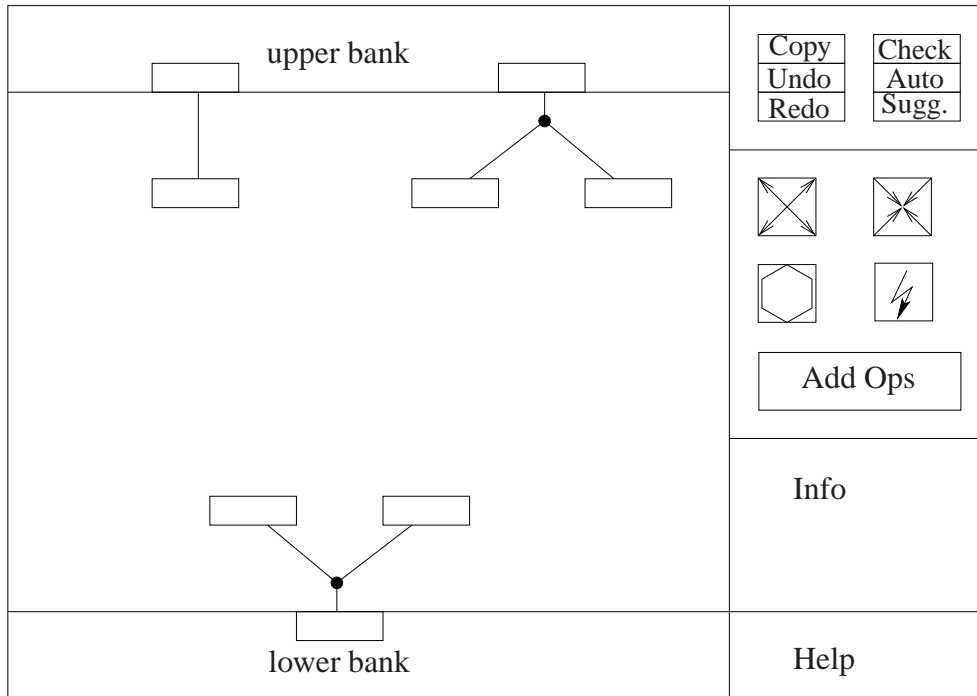 upper bank
Copy
Undo
Redo
Check
Auto
Sugg.
Add Ops
Info
lower bank
Help